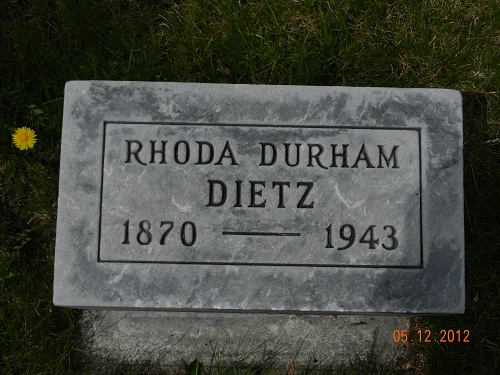 RHODA DURHAM
DIETZ
1870 — 1943
05.12.2012